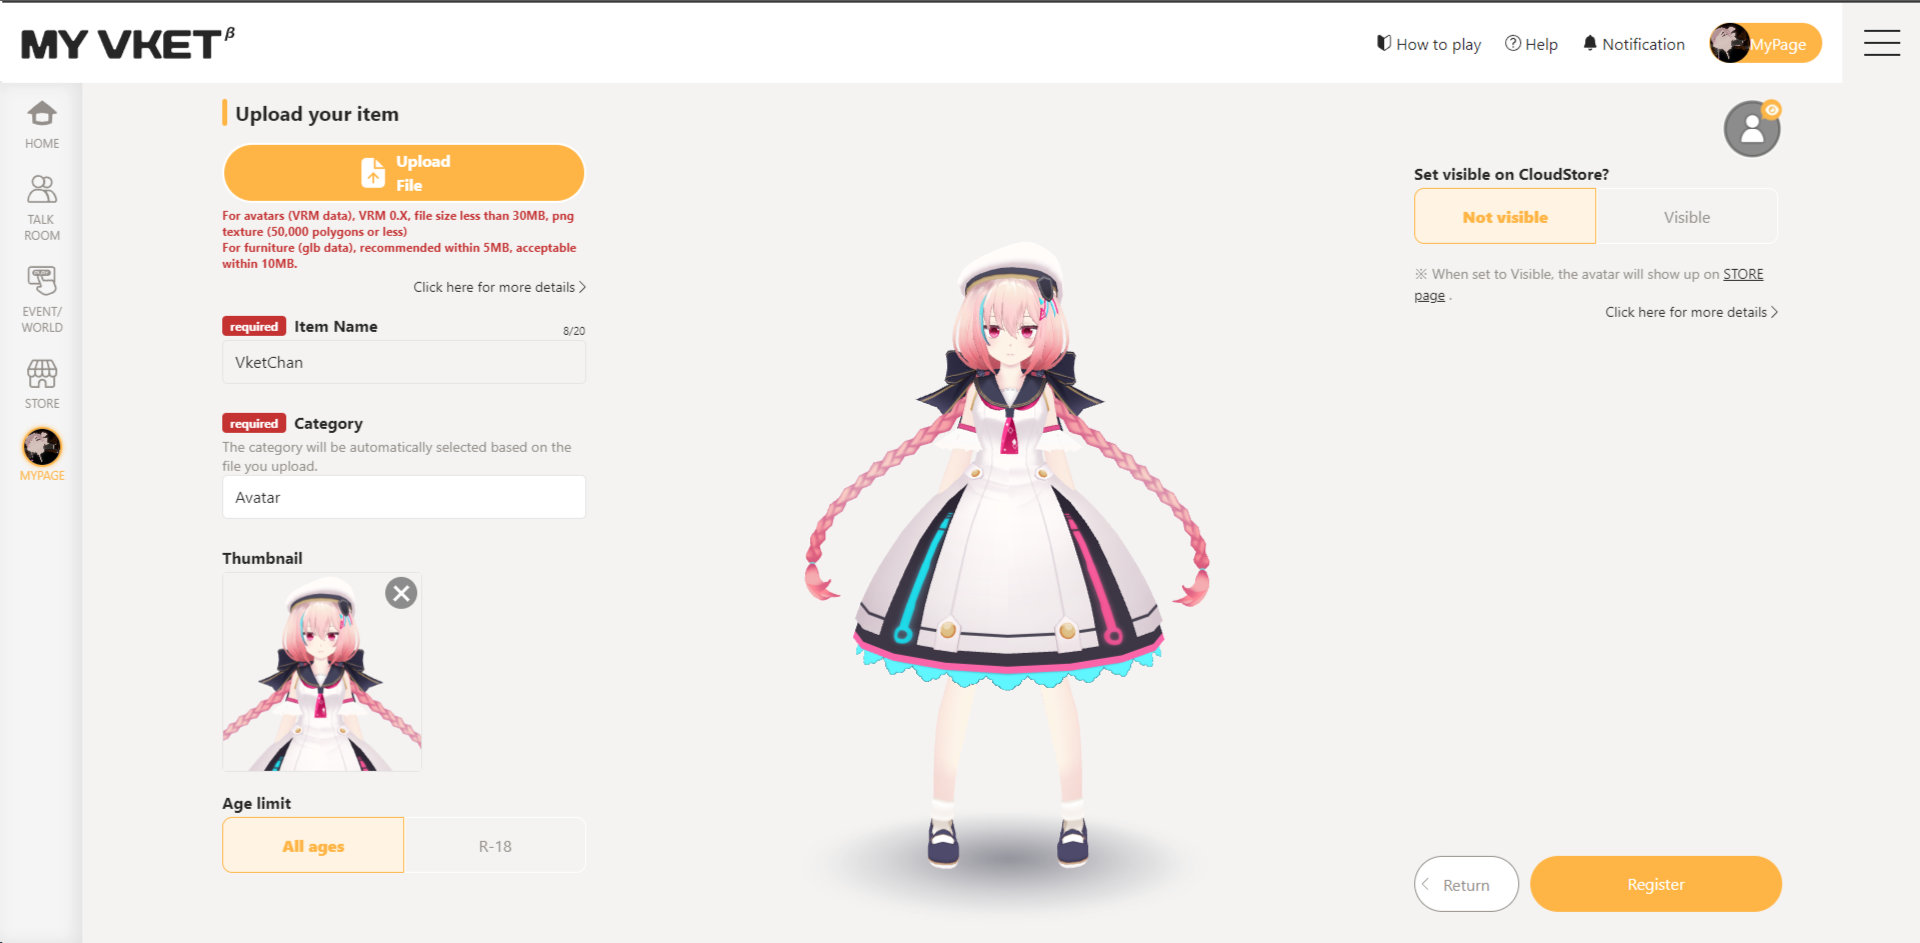 MY VKET β
How to play
Help
Notification
MyPage
HOME
TALK
ROOM
EVENT/
WORLD
STORE
MYPAGE
Upload your item
Upload
File
For avatars (VRM data), VRM 0.X, file size less than 30MB, png
texture (50,000 polygons or less)
For furniture (glb data), recommended within 5MB, acceptable
within 10MB.
Click here for more details >
required Item Name 8/20
VketChan
required Category
The category will be automatically selected based on the
file you upload.
Avatar
Thumbnail
Age limit
All ages
R-18
Set visible on CloudStore?
Not visible
Visible
※ When set to Visible, the avatar will show up on STORE
page .
Click here for more details >
< Return
Register